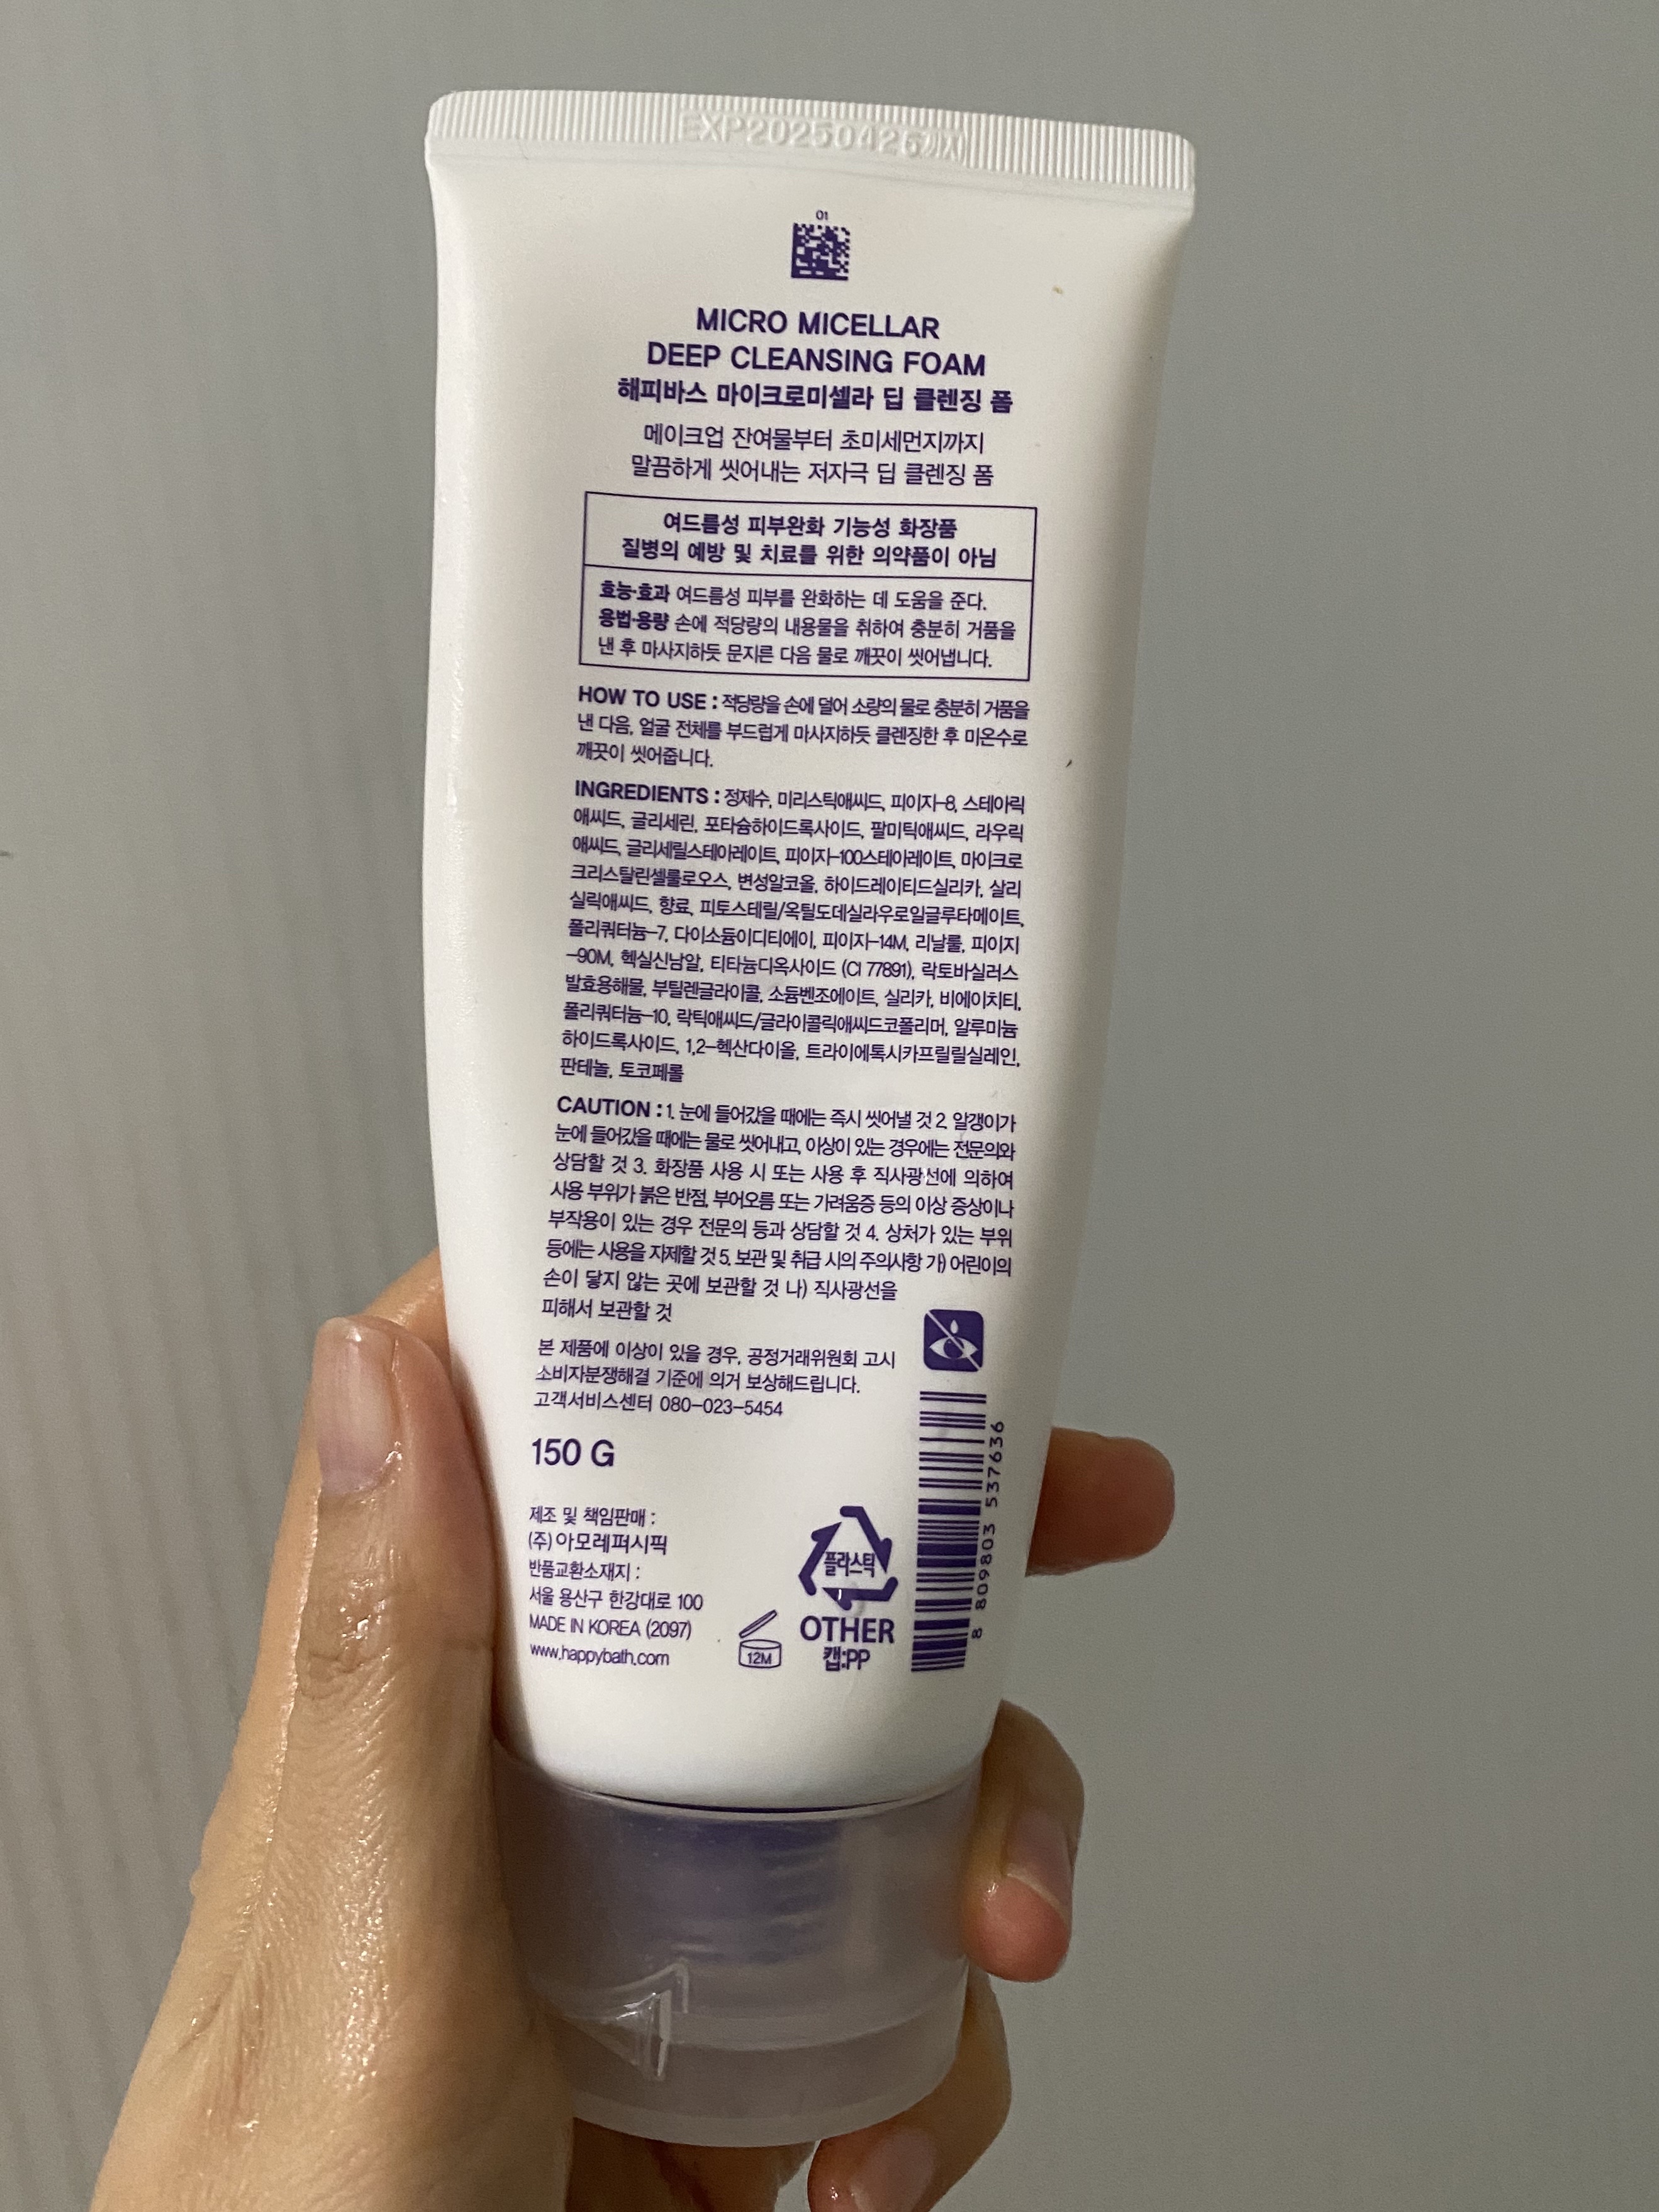 EXP20250426까지
01
MICRO MICELLAR
DEEP CLEANSING FOAM
해피바스 마이크로미셀라 딥 클렌징 폼
메이크업 잔여물부터 초미세먼지까지
말끔하게 씻어내는 저자극 딥 클렌징 폼
여드름성 피부완화 기능성 화장품
질병의 예방 및 치료를 위한 의약품이 아님
효능·효과 여드름성 피부를 완화하는 데 도움을 준다.
용법·용량 손에 적당량의 내용물을 취하여 충분히 거품을
낸 후 마사지하듯 문지른 다음 물로 깨끗이 씻어냅니다.
HOW TO USE : 적당량을 손에 덜어 소량의 물로 충분히 거품을
낸 다음, 얼굴 전체를 부드럽게 마사지하듯 클렌징한 후 미온수로
깨끗이 씻어줍니다.
INGREDIENTS : 정제수, 미리스틱애씨드, 피이지-8, 스테아릭
애씨드, 글리세린, 포타슘하이드록사이드, 팔미틱애씨드, 라우릭
애씨드, 글리세릴스테아레이트, 피이지-100스테아레이트, 마이크로
크리스탈린셀룰로오스, 변성알코올, 하이드레이티드실리카, 살리
실릭애씨드, 향료, 피토스테릴/옥틸도데실라우로일글루타메이트,
폴리쿼터늄-7, 다이소듐이디티에이, 피이지-14M, 리날룰, 피이지
-90M, 헥실신남알, 티타늄디옥사이드 (CI 77891), 락토바실러스
발효용해물, 부틸렌글라이콜, 소듐벤조에이트, 실리카, 비에이치티,
폴리쿼터늄-10, 락틱애씨드/글라이콜릭애씨드코폴리머, 알루미늄
하이드록사이드, 1,2-헥산다이올, 트라이에톡시카프릴릴실레인,
판테놀, 토코페롤
CAUTION : 1. 눈에 들어갔을 때에는 즉시 씻어낼 것 2. 알갱이가
눈에 들어갔을 때에는 물로 씻어내고, 이상이 있는 경우에는 전문의와
상담할 것 3. 화장품 사용 시 또는 사용 후 직사광선에 의하여
사용 부위가 붉은 반점, 부어오름 또는 가려움증 등의 이상 증상이나
부작용이 있는 경우 전문의 등과 상담할 것 4. 상처가 있는 부위
등에는 사용을 자제할 것 5. 보관 및 취급 시의 주의사항 가) 어린이의
손이 닿지 않는 곳에 보관할 것 나) 직사광선을
피해서 보관할 것
본 제품에 이상이 있을 경우, 공정거래위원회 고시
소비자분쟁해결 기준에 의거 보상해드립니다.
고객서비스센터 080-023-5454
150 G
제조 및 책임판매 :
(주)아모레퍼시픽
반품교환소재지 :
서울 용산구 한강대로 100
MADE IN KOREA (2097)
www.happybath.com
12M
플라스틱
OTHER
캡:PP
8 809803 537636